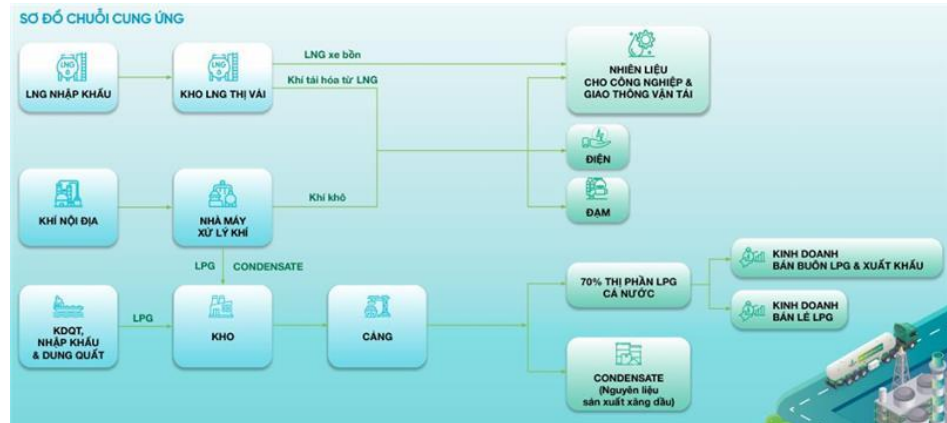 SƠ ĐỒ CHUỖI CUNG ỨNG
LNG
LNG NHẬP KHẨU
LNG
KHO LNG THỊ VẢI
LNG xe bồn
Khí tái hóa từ LNG
NHIÊN LIỆU
CHO CÔNG NGHIỆP &
GIAO THÔNG VẬN TẢI
ĐIỆN
ĐẠM
KHÍ NỘI ĐỊA
NHÀ MÁY
XỬ LÝ KHÍ
Khí khô
LPG
CONDENSATE
KDQT,
NHẬP KHẨU
& DUNG QUẤT
LPG
KHO
CẢNG
70% THỊ PHẦN LPG
CẢ NƯỚC
KINH DOANH
BÁN BUÔN LPG & XUẤT KHẨU
KINH DOANH
BÁN LẺ LPG
CONDENSATE
(Nguyên liệu
sản xuất xăng dầu)